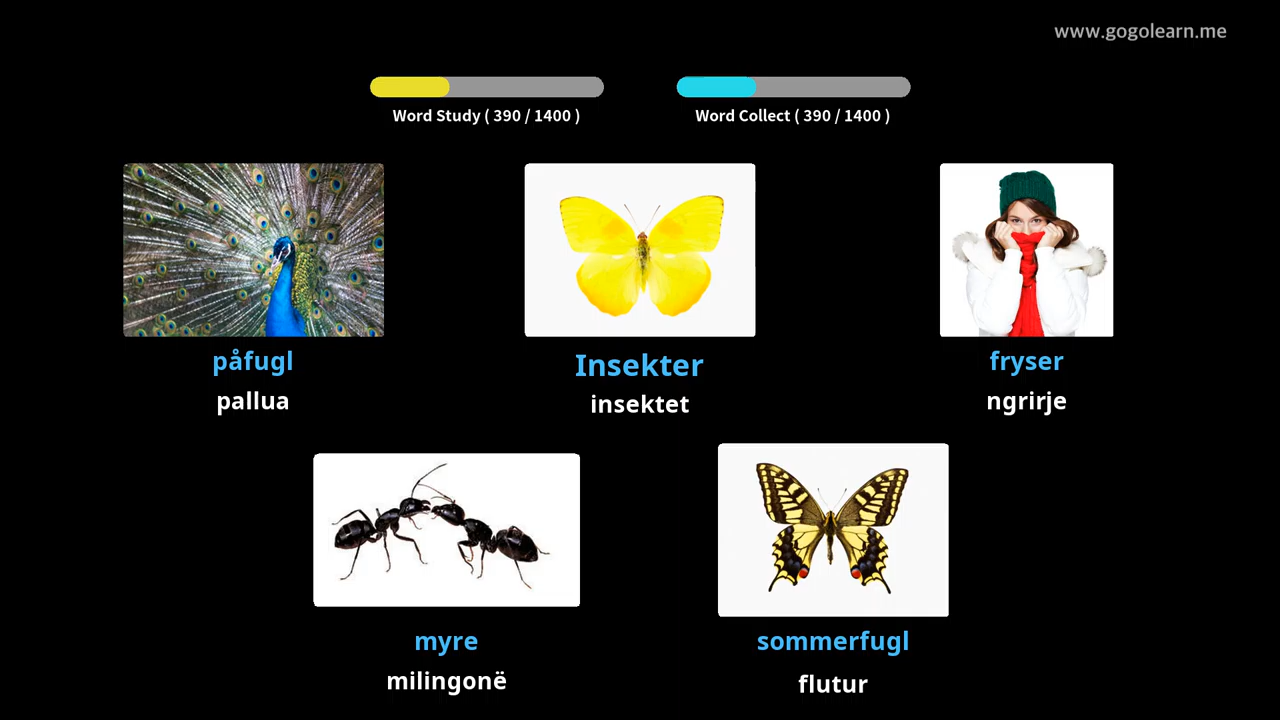 www.gogolearn.me
Word Study ( 390 / 1400 )
Word Collect ( 390 / 1400 )
påfugl
pallua
Insekter
insektet
fryser
ngrirje
myre
milingonë
sommerfugl
flutur